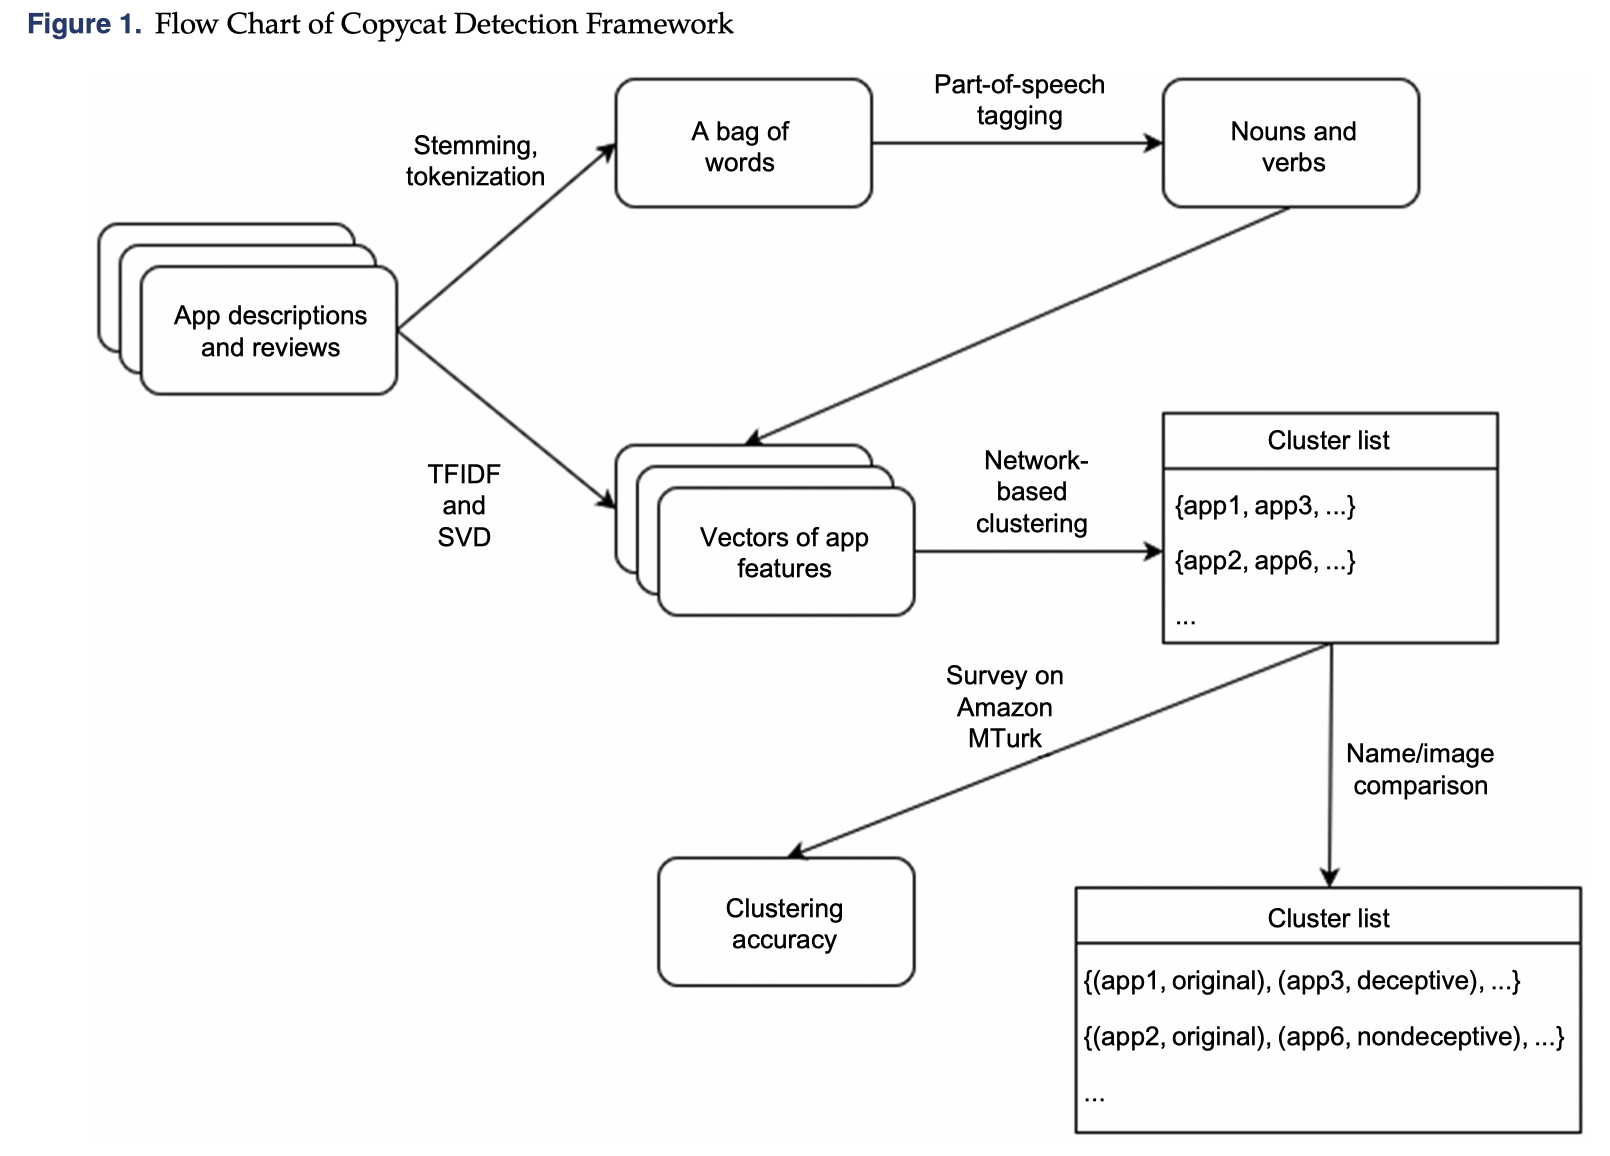 Figure 1. Flow Chart of Copycat Detection Framework
Stemming,
tokenization
A bag of
words
Part-of-speech
tagging
Nouns and
verbs
App descriptions
and reviews
TFIDF
and
SVD
Vectors of app
features
Network-
based
clustering
Cluster list
{app1, app3, ...}
{app2, app6, ...}
...
Survey on
Amazon
MTurk
Name/image
comparison
Clustering
accuracy
Cluster list
{(app1, original), (app3, deceptive), ...}
{(app2, original), (app6, nondeceptive), ...}
...